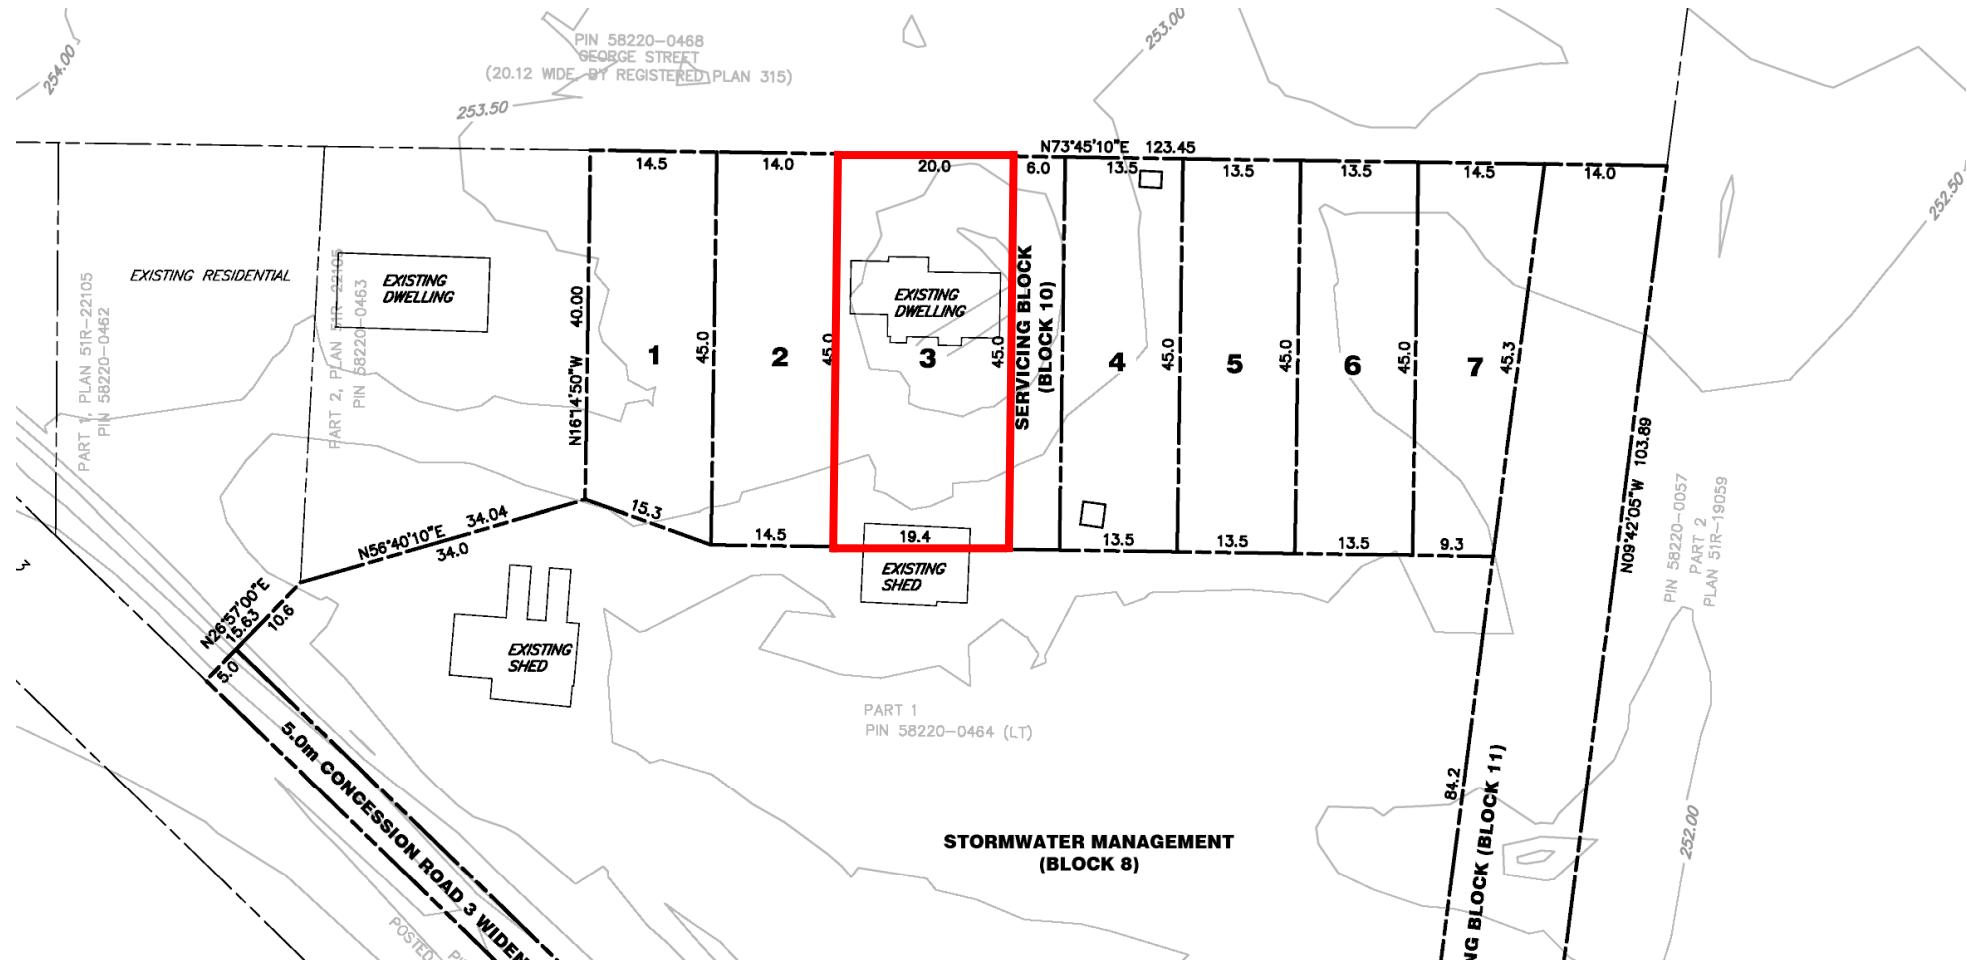 254.00
PIN 58220-0468
GEORGE STREET
(20.12 WIDE, BY REGISTERED PLAN 315)
253.50
253.00
252.50
N73°45'10"E 123.45
14.5
14.0
20.0
6.0
13.5
13.5
13.5
14.5
14.0
EXISTING RESIDENTIAL
PART 1, PLAN 51R-22105
PIN 58220-0462
PART 2, PLAN 51R-22105
PIN 58220-0463
EXISTING
DWELLING
N16°14'50"W 40.00
1
45.0
2
45.0
EXISTING
DWELLING
3
45.0
SERVICING BLOCK
(BLOCK 10)
4
45.0
5
45.0
6
45.0
7
45.3
N09°42'05"W 103.89
PIN 58220-0057
PART 2
PLAN 51R-19059
15.3
14.5
19.4
13.5
13.5
13.5
9.3
N56°40'10"E 34.04
34.0
N26°57'00"E
15.63
10.6
5.0
3
EXISTING
SHED
EXISTING
SHED
PART 1
PIN 58220-0464 (LT)
5.0m CONCESSION ROAD 3 WIDEN
STORMWATER MANAGEMENT
(BLOCK 8)
84.2
NG BLOCK (BLOCK 11)
252.00
POSTED